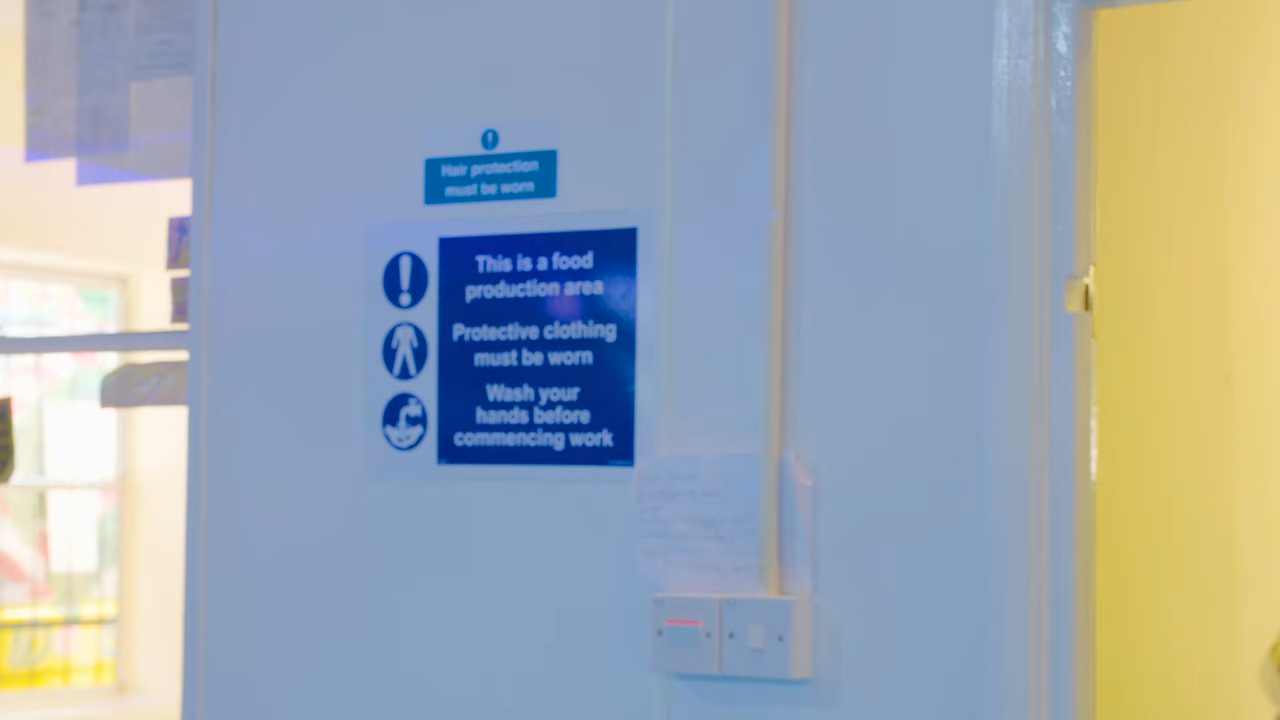 Hair protection
must be worn
This is a food
production area
Protective clothing
must be worn
Wash your
hands before
commencing work